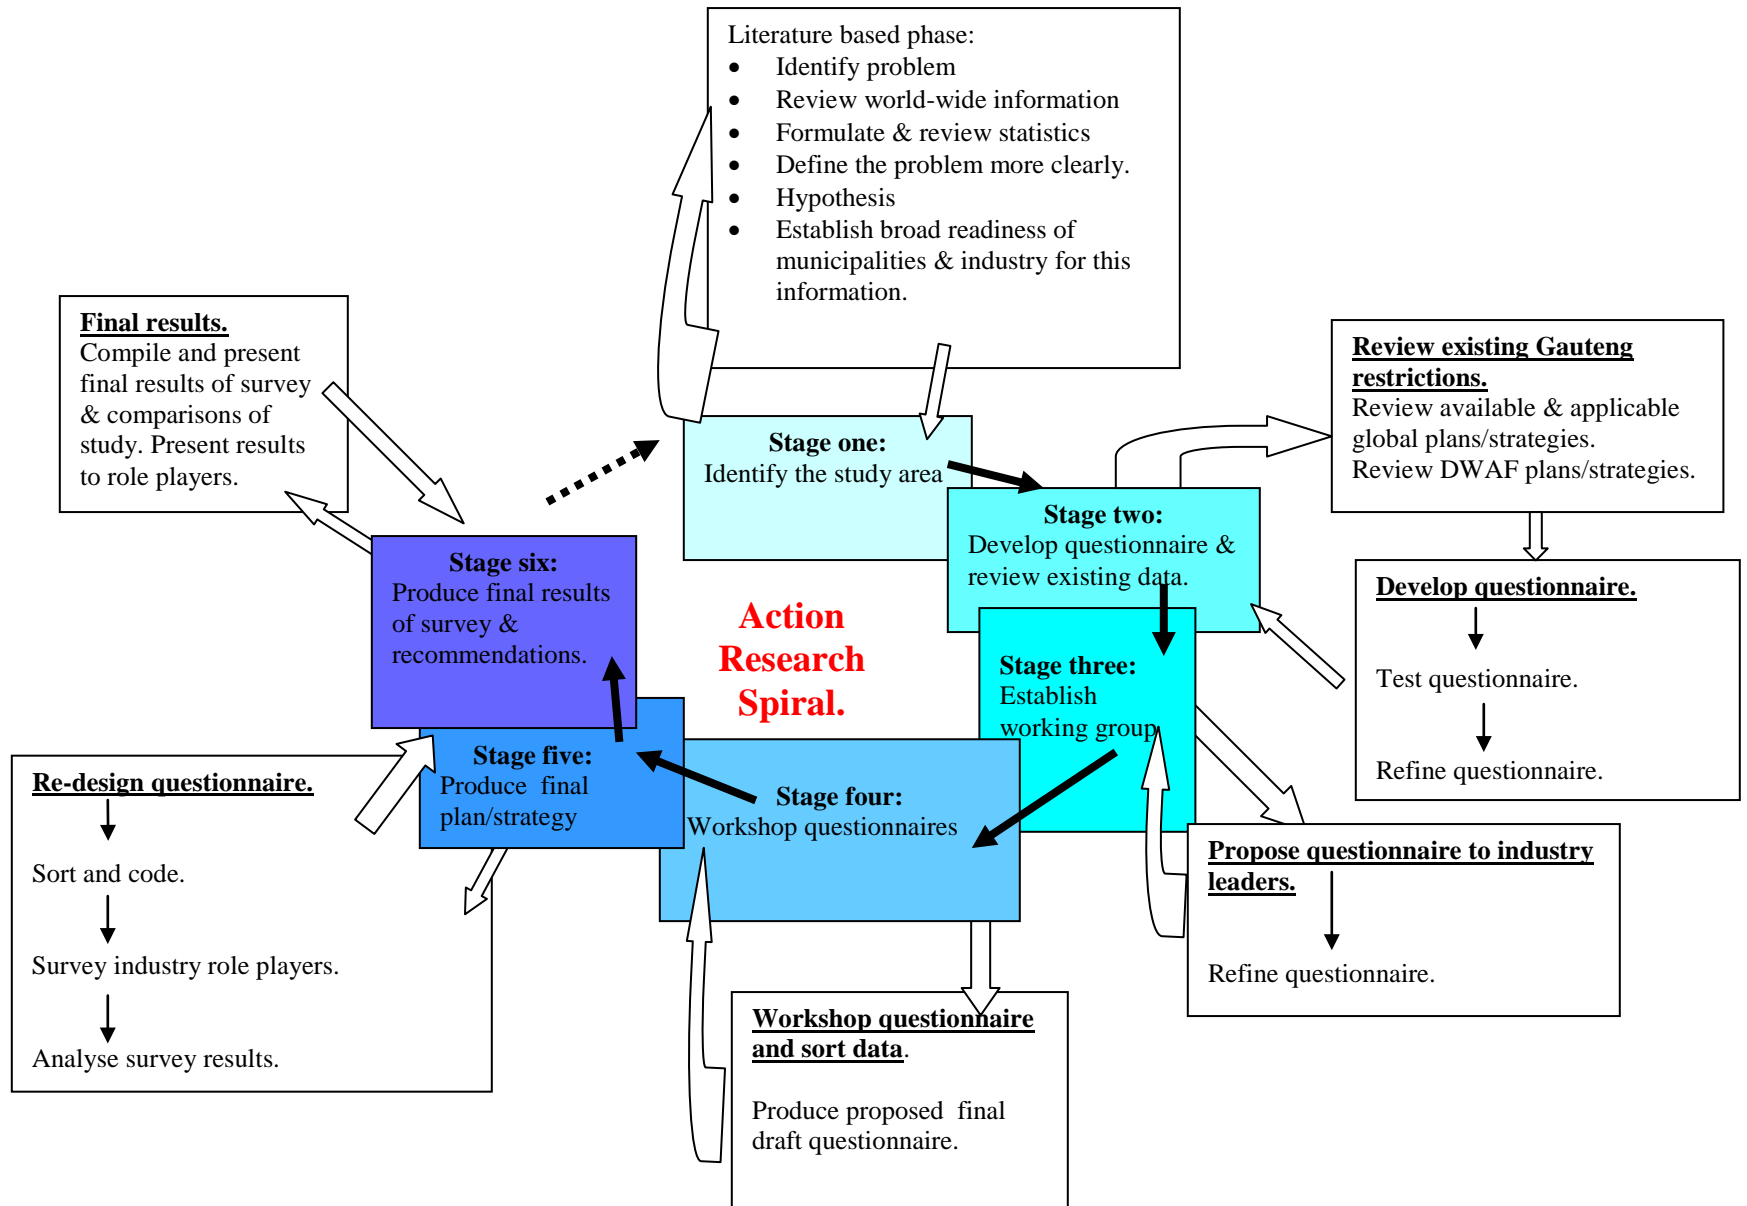 Literature based phase:
• Identify problem
• Review world-wide information
• Formulate & review statistics
• Define the problem more clearly.
• Hypothesis
• Establish broad readiness of
municipalities & industry for this
information.
Final results.
Compile and present
final results of survey
& comparisons of
study. Present results
to role players.
Review existing Gauteng
restrictions.
Review available & applicable
global plans/strategies.
Review DWAF plans/strategies.
Stage one:
Identify the study area
Stage two:
Develop questionnaire &
review existing data.
Develop questionnaire.
Test questionnaire.
Refine questionnaire.
Stage six:
Produce final results
of survey &
recommendations.
Action
Research
Spiral.
Stage three:
Establish
working group
Stage five:
Produce final
plan/strategy
Stage four:
Workshop questionnaires
Re-design questionnaire.
Sort and code.
Survey industry role players.
Analyse survey results.
Propose questionnaire to industry
leaders.
Refine questionnaire.
Workshop questionnaire
and sort data.
Produce proposed final
draft questionnaire.